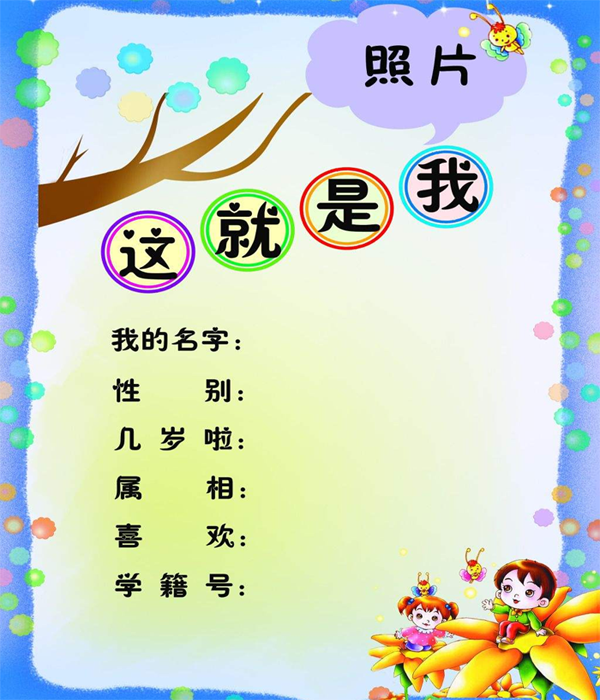 照片
这就是我
我的名字：
性 别：
几 岁 啦：
属 相：
喜 欢：
学 籍 号：